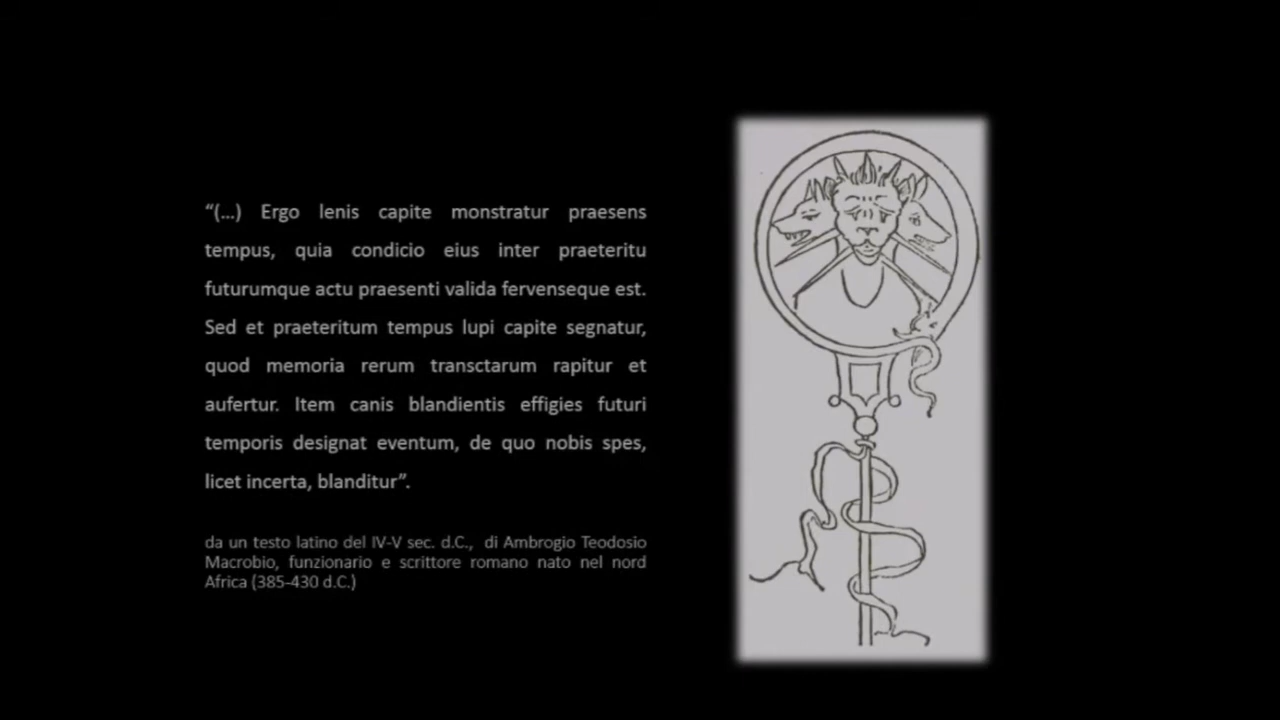 “(...) Ergo lenis capite monstratur praesens
tempus, quia condicio eius inter praeteritu
futurumque actu praesenti valida fervenseque est.
Sed et praeteritum tempus lupi capite segnatur,
quod memoria rerum transctarum rapitur et
aufertur. Item canis blandientis effigies futuri
temporis designat eventum, de quo nobis spes,
licet incerta, blanditur”.
da un testo latino del IV-V sec. d.C., di Ambrogio Teodosio
Macrobio, funzionario e scrittore romano nato nel nord
Africa (385-430 d.C.)